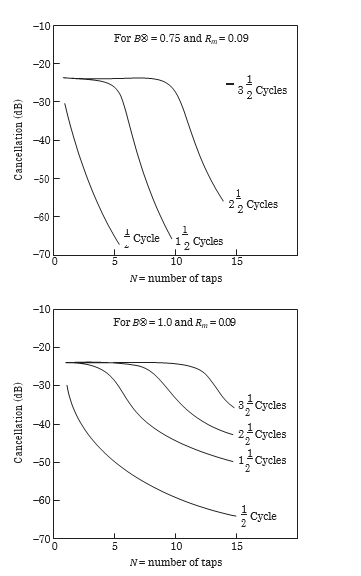 For B⊗ = 0.75 and Rm = 0.09
Cancellation (dB)
−10
−20
−30
−40
−50
−60
−70
3 1/2 Cycles
2 1/2 Cycles
1/2 Cycle
1 1/2 Cycles
0 5 10 15
N = number of taps
For B⊗ = 1.0 and Rm = 0.09
Cancellation (dB)
−10
−20
−30
−40
−50
−60
−70
3 1/2 Cycles
2 1/2 Cycles
1 1/2 Cycles
1/2 Cycle
0 5 10 15
N = number of taps